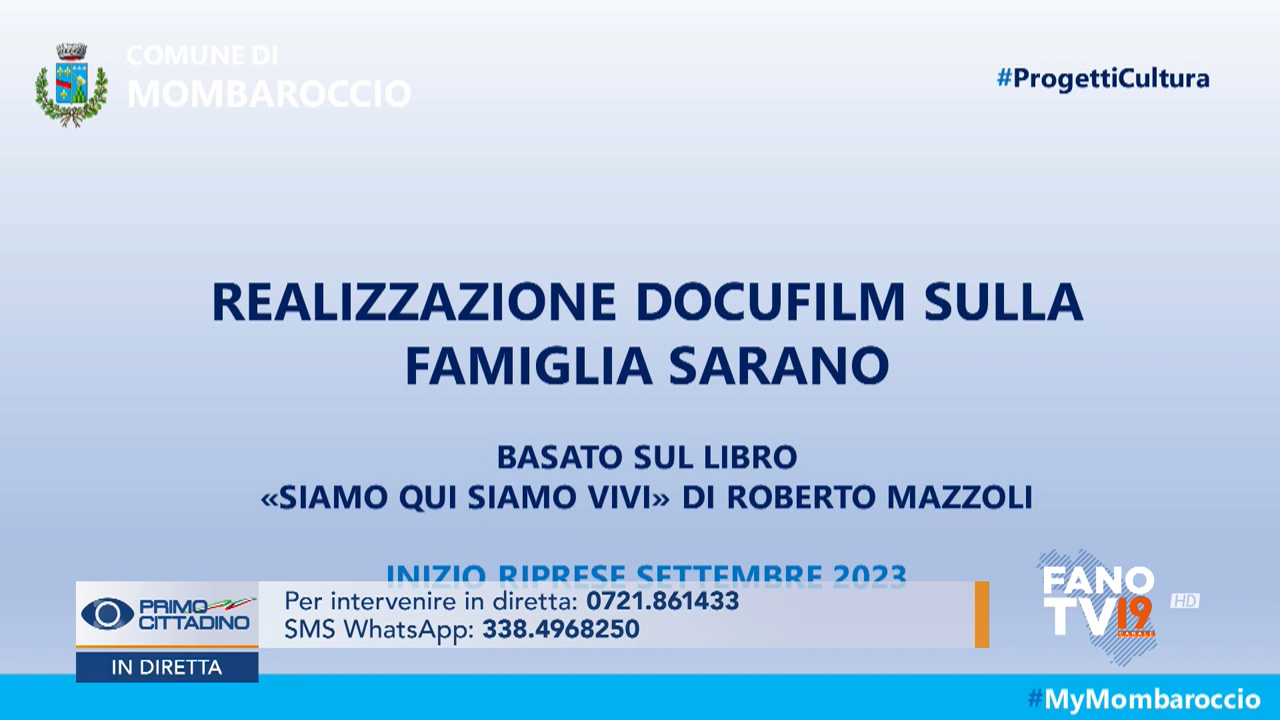 COMUNE DI
MOMBAROCCIO
#ProgettiCultura
REALIZZAZIONE DOCUFILM SULLA
FAMIGLIA SARANO
BASATO SUL LIBRO
«SIAMO QUI SIAMO VIVI» DI ROBERTO MAZZOLI
INIZIO RIPRESE SETTEMBRE 2023
PRIMO
CITTADINO
IN DIRETTA
Per intervenire in diretta: 0721.861433
SMS WhatsApp: 338.4968250
FANO
TV19
CANALE
HD
#MyMombaroccio